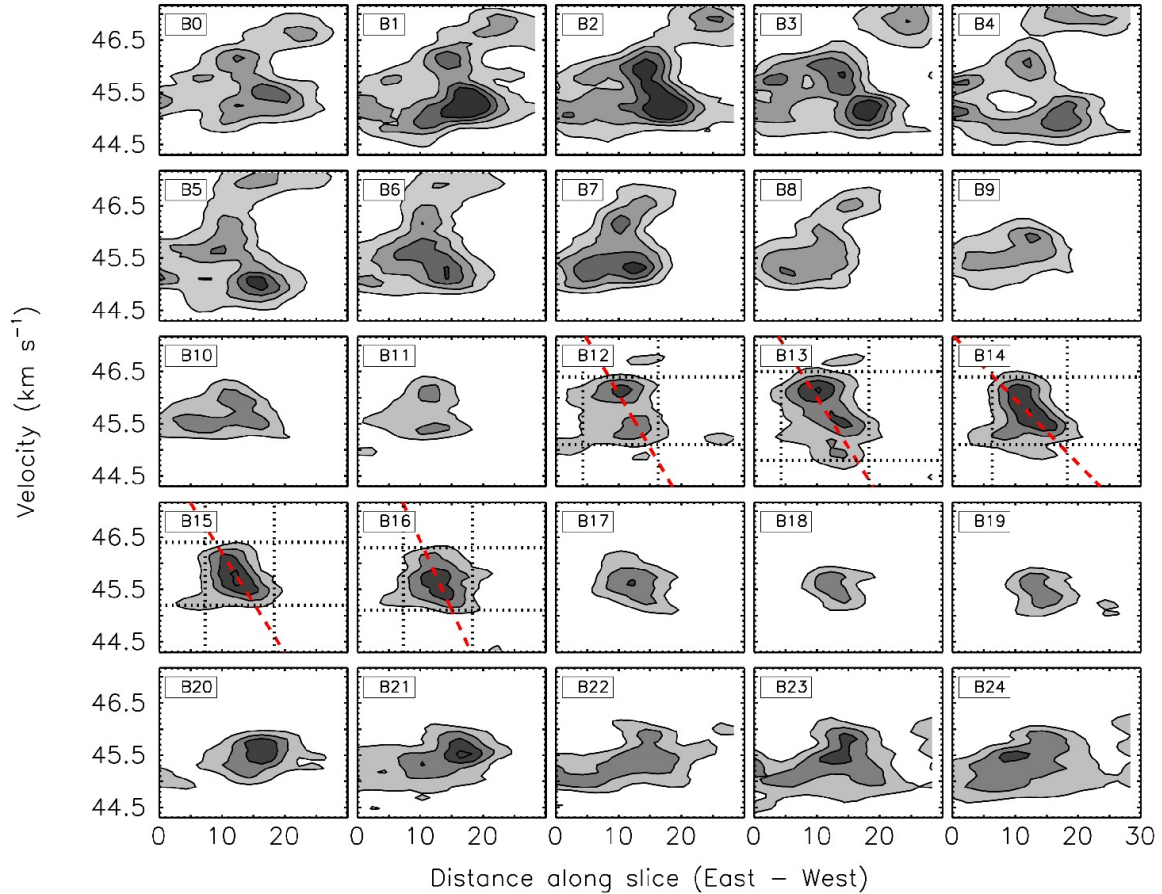 B0 B1 B2 B3 B4
46.5
45.5
44.5
B5 B6 B7 B8 B9
46.5
45.5
44.5
B10 B11 B12 B13 B14
46.5
45.5
44.5
B15 B16 B17 B18 B19
46.5
45.5
44.5
B20 B21 B22 B23 B24
46.5
45.5
44.5
0 10 20 0 10 20 0 10 20 0 10 20 0 10 20 30
Velocity (km s⁻¹)
Distance along slice (East − West)